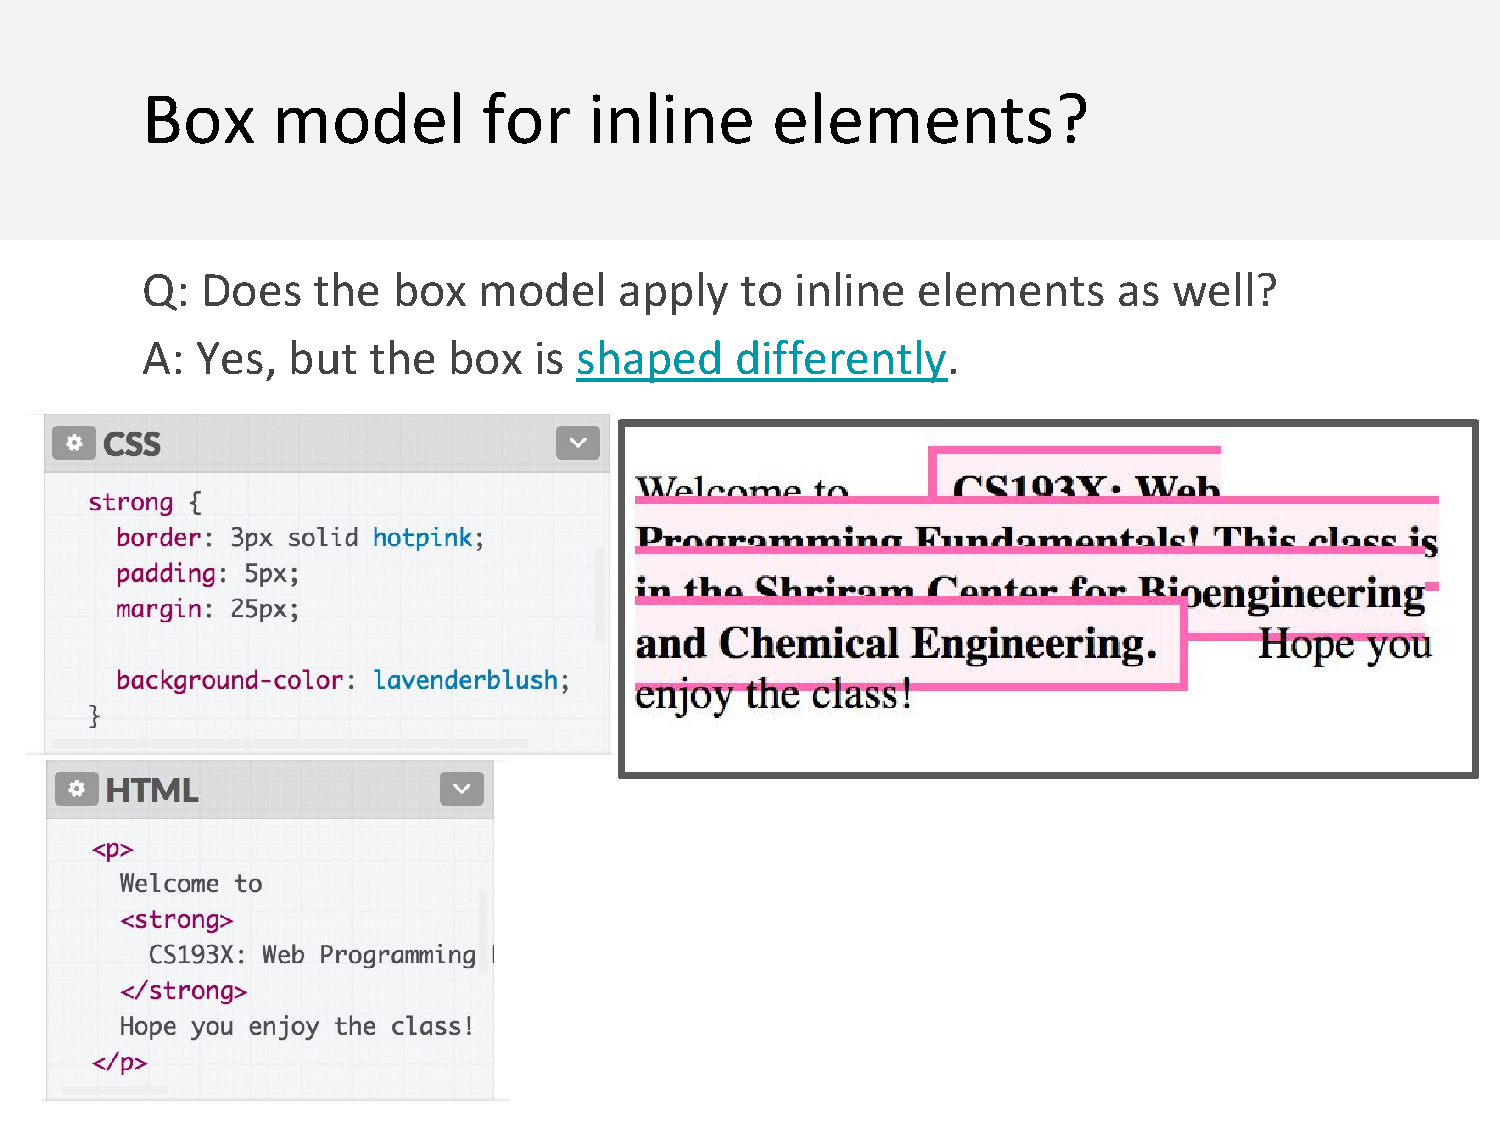 Box model for inline elements?
Q: Does the box model apply to inline elements as well?
A: Yes, but the box is shaped differently.
CSS
strong {
border: 3px solid hotpink;
padding: 5px;
margin: 25px;
background-color: lavenderblush;
}
Welcome to CS193X: Web
Programming Fundamentals! This class is
in the Shriram Center for Bioengineering
and Chemical Engineering. Hope you
enjoy the class!
HTML
<p>
Welcome to
<strong>
CS193X: Web Programming
</strong>
Hope you enjoy the class!
</p>